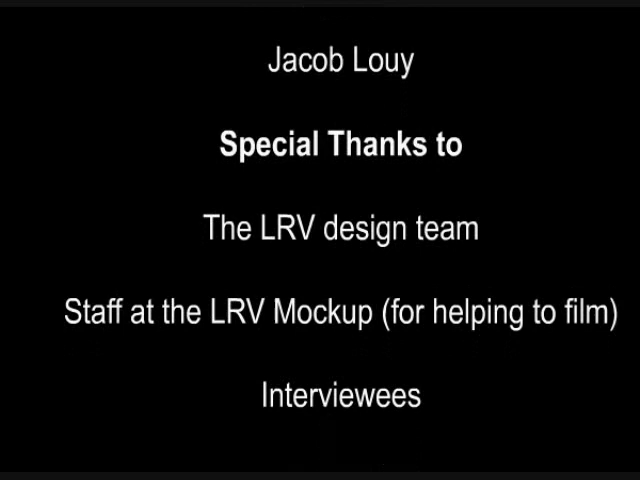 Jacob Louy
Special Thanks to
The LRV design team
Staff at the LRV Mockup (for helping to film)
Interviewees